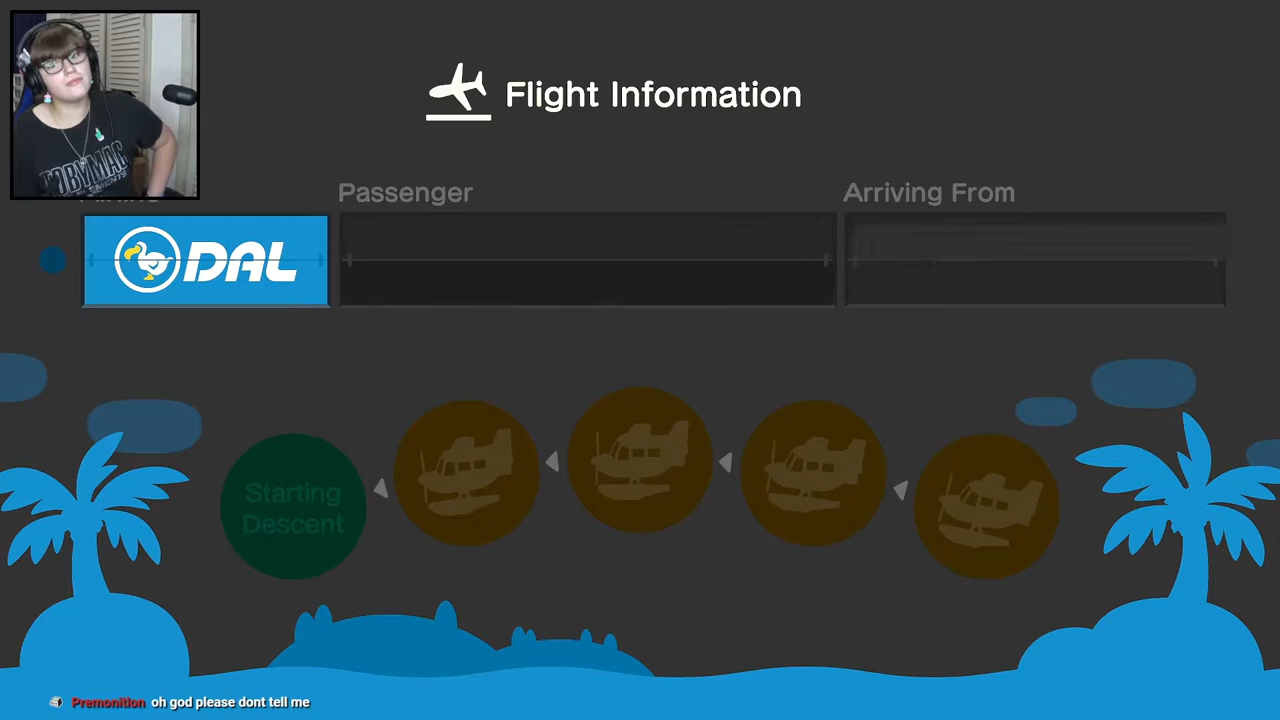 Flight Information
Passenger
Arriving From
DAL
Starting
Descent
Premonition oh god please dont tell me